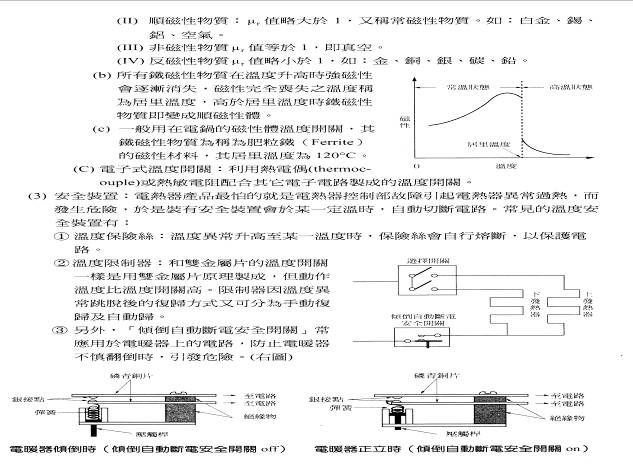 (II) 順磁性物質：μr 值略大於 1，又稱常磁性物質。如：白金、錫、
鋁、空氣。
(III) 非磁性物質 μr 值等於 1，即真空。
(IV) 反磁性物質 μr 值略小於 1，如：金、銅、銀、碳、鉛。
(b) 所有鐵磁性物質在溫度升高時強磁性
會逐漸消失，磁性完全喪失之溫度稱
為居里溫度，高於居里溫度時鐵磁性
物質即變成順磁性體。
(c) 一般用在電鍋的磁性體溫度開關，其
鐵磁性物質為稱為肥粒鐵（Ferrite）
的磁性材料，其居里溫度為 120°C。
常溫狀態
高溫狀態
磁性
居里溫度
0
溫度
(C) 電子式溫度開關：利用熱電偶(thermoc-
ouple)或熱敏電阻配合其它電子電路製成的溫度開關。
(3) 安全裝置：電熱器產品最怕的就是電熱器控制部故障引起電熱器異常過熱，而
發生危險，於是裝有安全裝置會於某一定溫時，自動切斷電路。常見的溫度安
全裝置有：
① 溫度保險絲：溫度異常升高至某一溫度時，保險絲會自行熔斷，以保護電
路。
② 溫度限制器：和雙金屬片的溫度開關
一樣是用雙金屬片原理製成，但動作
溫度比溫度開關高。限制器因溫度異
常跳脫後的復歸方式又可分為手動復
歸及自動歸。
③ 另外，「傾倒自動斷電安全開關」常
應用於電暖器上的電路，防止電暖器
不慎翻倒時，引發危險。(右圖)
選擇開關
傾倒自動斷電
安全開關
下發熱器
上發熱器
磷青銅片
銀接點
彈簧
至電路
至電路
絕緣物
壓觸桿
電暖器傾倒時（傾倒自動斷電安全開關 off）
磷青銅片
銀接點
彈簧
至電路
至電路
絕緣物
壓觸桿
電暖器正立時（傾倒自動斷電安全開關 on）